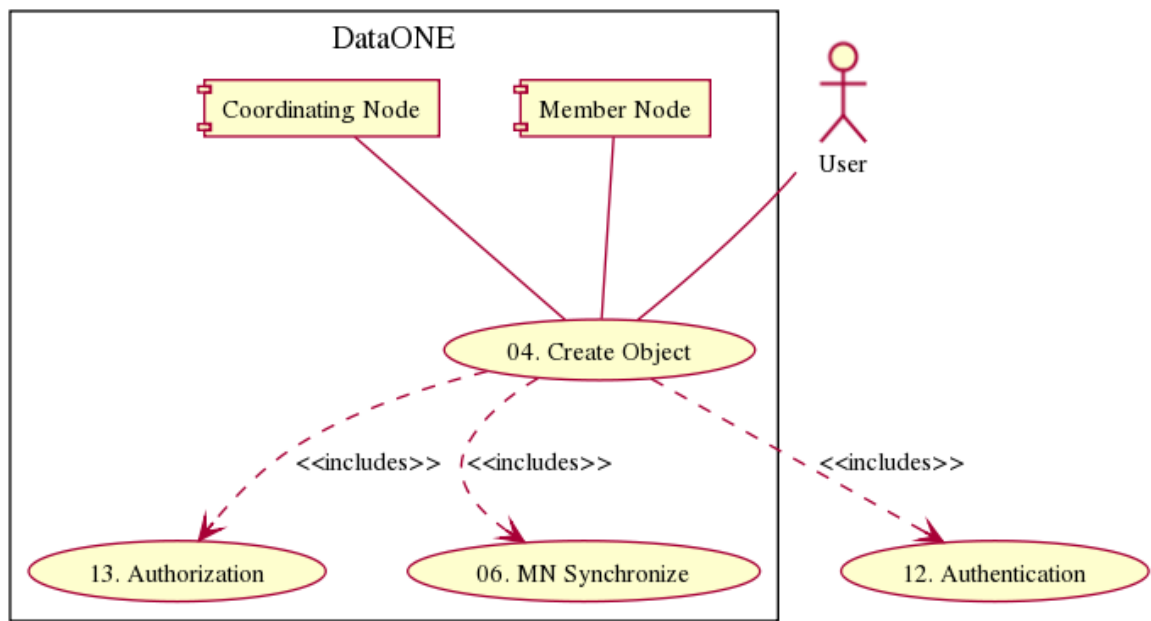 DataONE
Coordinating Node
Member Node
User
04. Create Object
<<includes>>
<<includes>>
<<includes>>
13. Authorization
06. MN Synchronize
12. Authentication